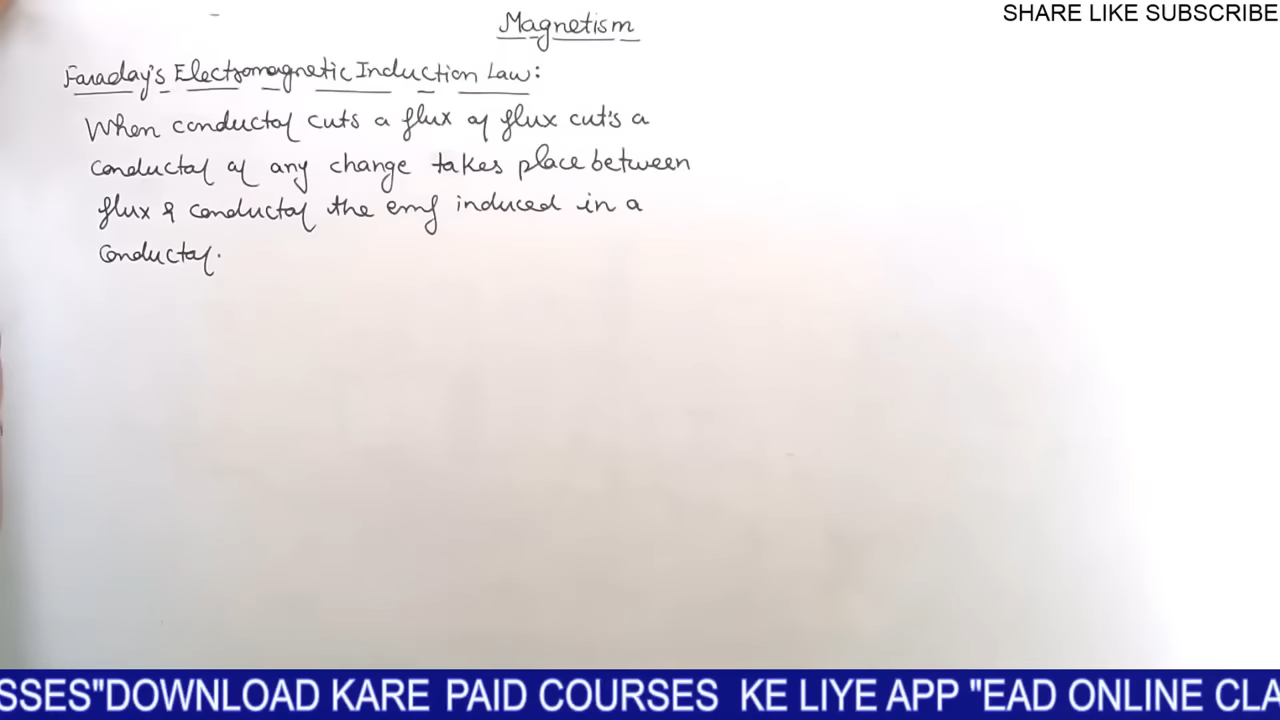 Magnetism
SHARE LIKE SUBSCRIBE
Faraday's Electromagnetic Induction Law:
When conductor cuts a flux or flux cut's a
conductor or any change takes place between
flux & conductor the emf induced in a
conductor.
SSES"DOWNLOAD KARE PAID COURSES KE LIYE APP "EAD ONLINE CLA